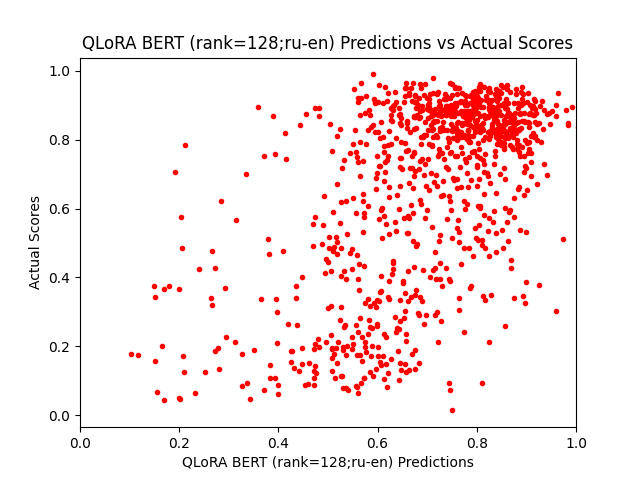 QLoRA BERT (rank=128;ru-en) Predictions vs Actual Scores
1.0
0.8
0.6
0.4
0.2
0.0
Actual Scores
0.0 0.2 0.4 0.6 0.8 1.0
QLoRA BERT (rank=128;ru-en) Predictions